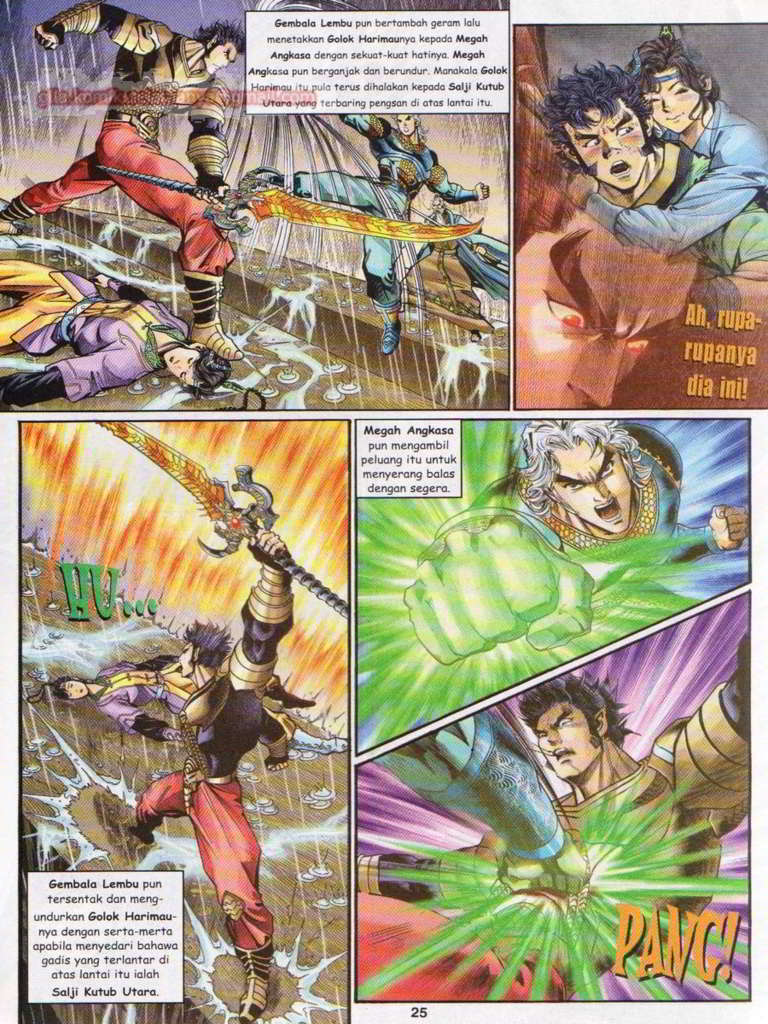 Gembala Lembu pun bertambah geram lalu
menetakkan Golok Harimaunya kepada Megah
Angkasa dengan sekuat-kuat hatinya. Megah
Angkasa pun berganjak dan berundur. Manakala Golok
Harimau itu pula terus dihalakan kepada Salji Kutub
Utara yang terbaring pengsan di atas lantai itu.
Ah, rupa-
rupanya
dia ini!
HU...
Megah Angkasa
pun mengambil
peluang itu untuk
menyerang balas
dengan segera.
Gembala Lembu pun
tersentak dan meng-
undurkan Golok Harimau-
nya dengan serta-merta
apabila menyedari bahawa
gadis yang terlantar di
atas lantai itu ialah
Salji Kutub Utara.
PANG!
25